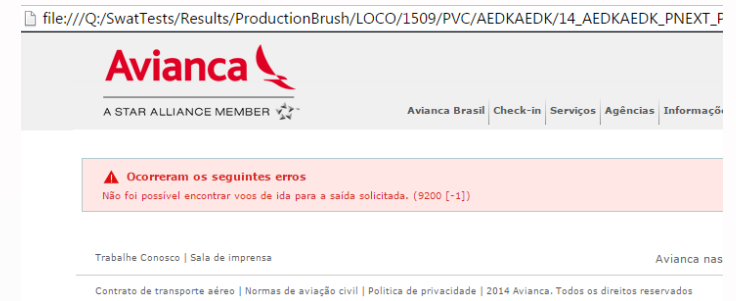 file:///Q:/SwatTests/Results/ProductionBrush/LOCO/1509/PVC/AEDKAEDK/14_AEDKAEDK_PNEXT_P
Avianca
A STAR ALLIANCE MEMBER
Avianca Brasil | Check-in | Serviços | Agências | Informaçõ
Ocorreram os seguintes erros
Não foi possível encontrar voos de ida para a saída solicitada. (9200 [-1])
Trabalhe Conosco | Sala de imprensa
Avianca nas
Contrato de transporte aéreo | Normas de aviação civil | Politica de privacidade | 2014 Avianca. Todos os direitos reservados